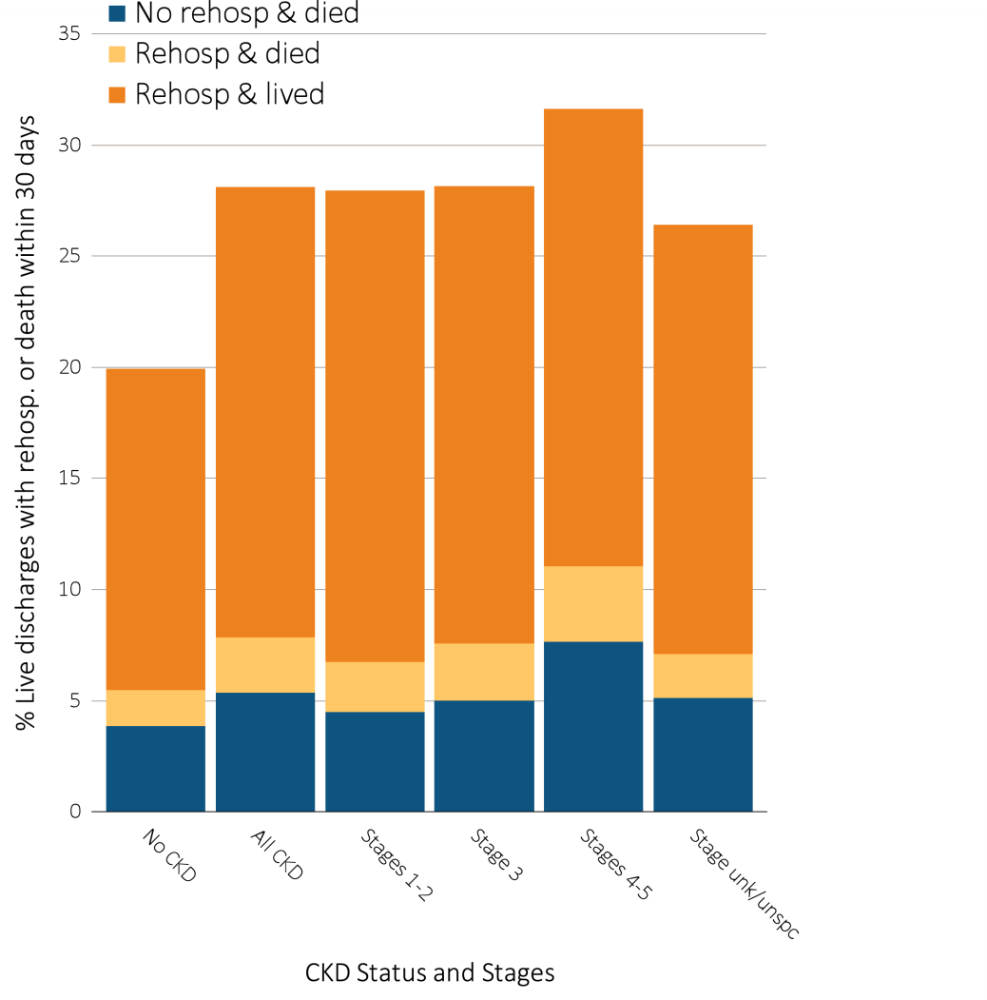 No rehosp & died
Rehosp & died
Rehosp & lived
% Live discharges with rehosp. or death within 30 days
35
30
25
20
15
10
5
0
No CKD
All CKD
Stages 1-2
Stage 3
Stages 4-5
Stage unk/unspc
CKD Status and Stages